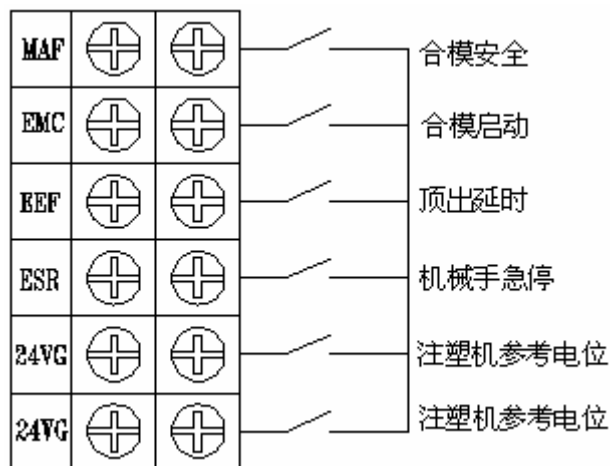 MAF 合模安全
EMC 合模启动
EEF 顶出延时
ESR 机械手急停
24VG 注塑机参考电位
24VG 注塑机参考电位